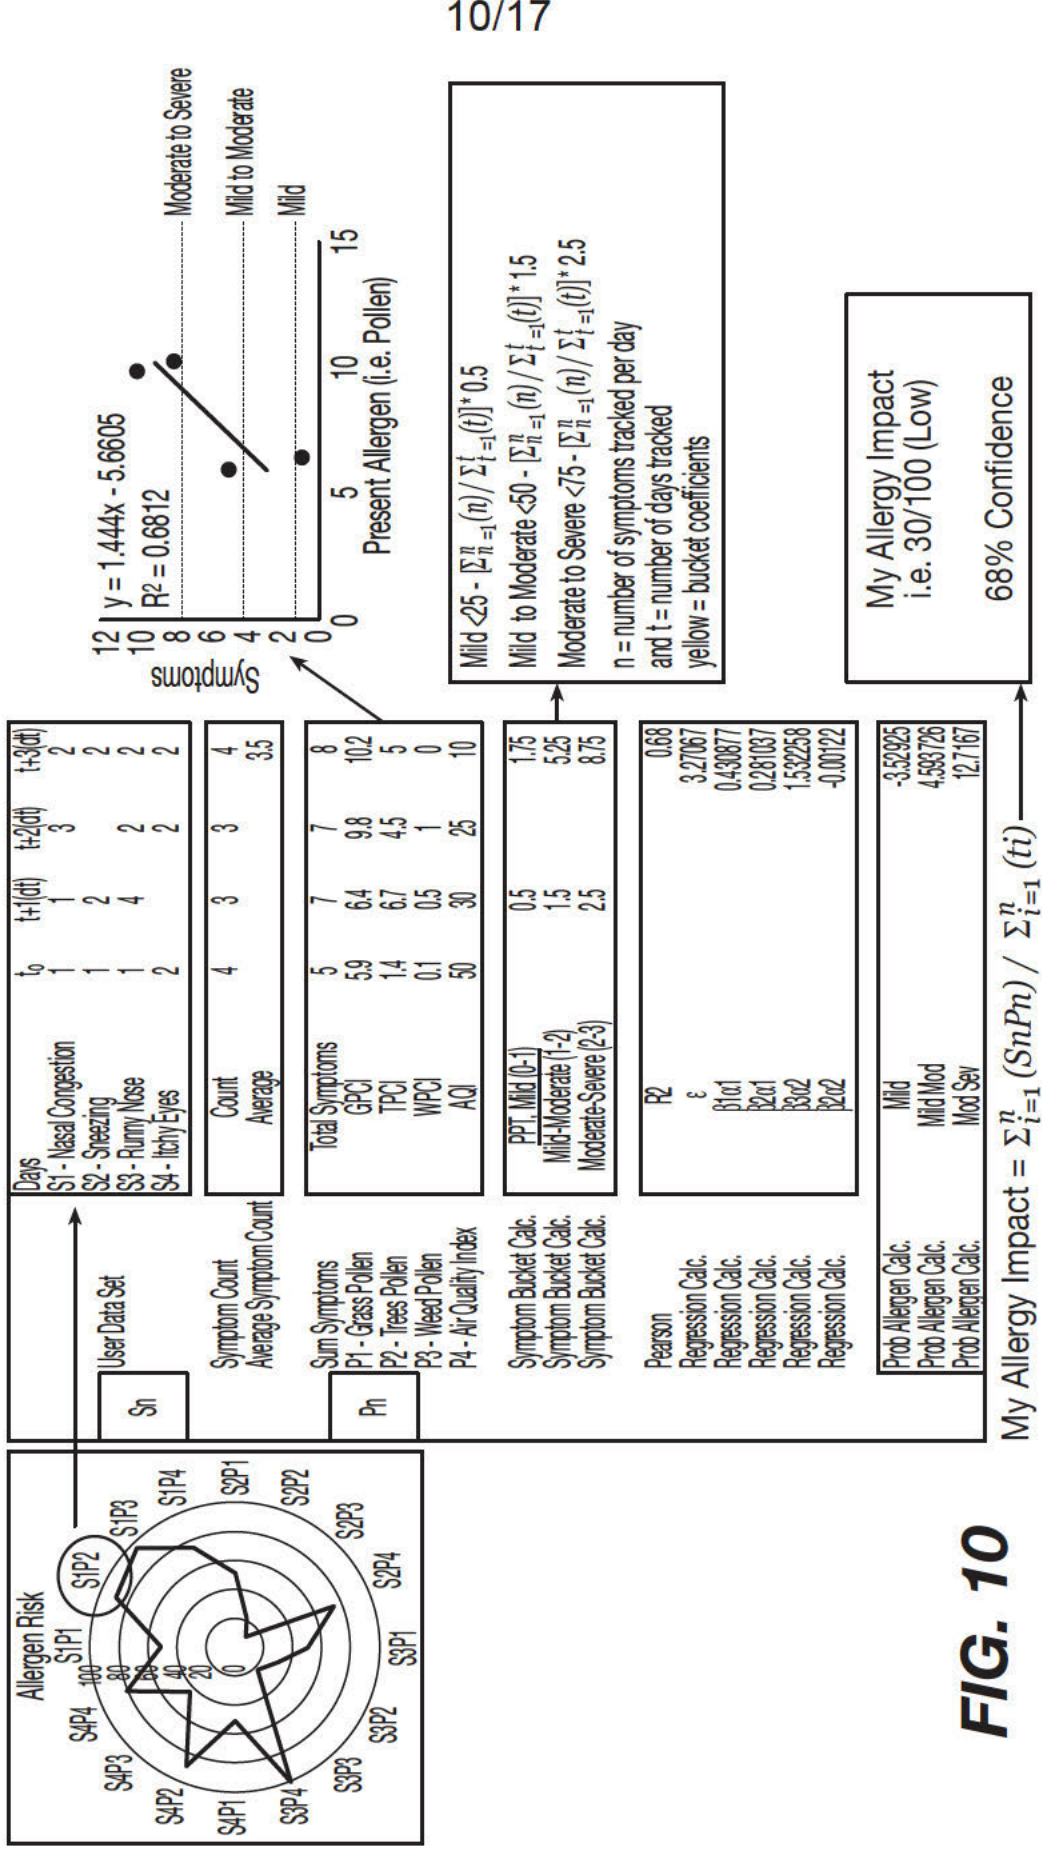 10/17
Allergen Risk
S1P1
S1P2
S1P3
S1P4
S2P1
S2P2
S2P3
S2P4
S3P1
S3P2
S3P3
S3P4
S4P1
S4P2
S4P3
S4P4
100
80
60
40
20
0
Sn
User Data Set
Days t₀ t+1(dt) t+2(dt) t+3(dt)
S1 - Nasal Congestion 1 1 3 2
S2 - Sneezing 1 2 2
S3 - Runny Nose 1 4 2 2
S4 - Itchy Eyes 2 2 2
Symptom Count Count 4 3 3 4
Average Symptom Count Average 3.5
Pn
Sum Symptoms Total Symptoms 5 7 7 8
P1 - Grass Pollen GPCI 5.9 6.4 9.8 10.2
P2 - Trees Pollen TPCI 1.4 6.7 4.5 5
P3 - Weed Pollen WPCI 0.1 0.5 1 0
P4 - Air Quality Index AQI 50 30 25 10
Symptom Bucket Calc. PPT, Mild (0-1) 0.5 1.75
Symptom Bucket Calc. Mild-Moderate (1-2) 1.5 5.25
Symptom Bucket Calc. Moderate-Severe (2-3) 2.5 8.75
Pearson R2 0.68
Regression Calc. ε 3.27067
Regression Calc. β1α1 0.430877
Regression Calc. β2α1 0.281037
Regression Calc. β3α2 1.532258
Regression Calc. β2α2 -0.00122
Prob Allergen Calc. Mild -3.52925
Prob Allergen Calc. Mild Mod 4.593726
Prob Allergen Calc. Mod Sev 12.7167
My Allergy Impact = Σⁿᵢ₌₁ (SnPn) / Σⁿᵢ₌₁ (ti)
Symptoms
12
10
8
6
4
2
0
y = 1.444x - 5.6605
R² = 0.6812
Moderate to Severe
Mild to Moderate
Mild
0 5 10 15
Present Allergen (i.e. Pollen)
Mild <25 - [Σⁿn₌₁(n) / Σᵗt₌₁(t)]* 0.5
Mild to Moderate <50 - [Σⁿn₌₁(n) / Σᵗt₌₁(t)]* 1.5
Moderate to Severe <75 - [Σⁿn₌₁(n) / Σᵗt₌₁(t)]* 2.5
n = number of symptoms tracked per day
and t = number of days tracked
yellow = bucket coefficients
My Allergy Impact
i.e. 30/100 (Low)
68% Confidence
FIG. 10